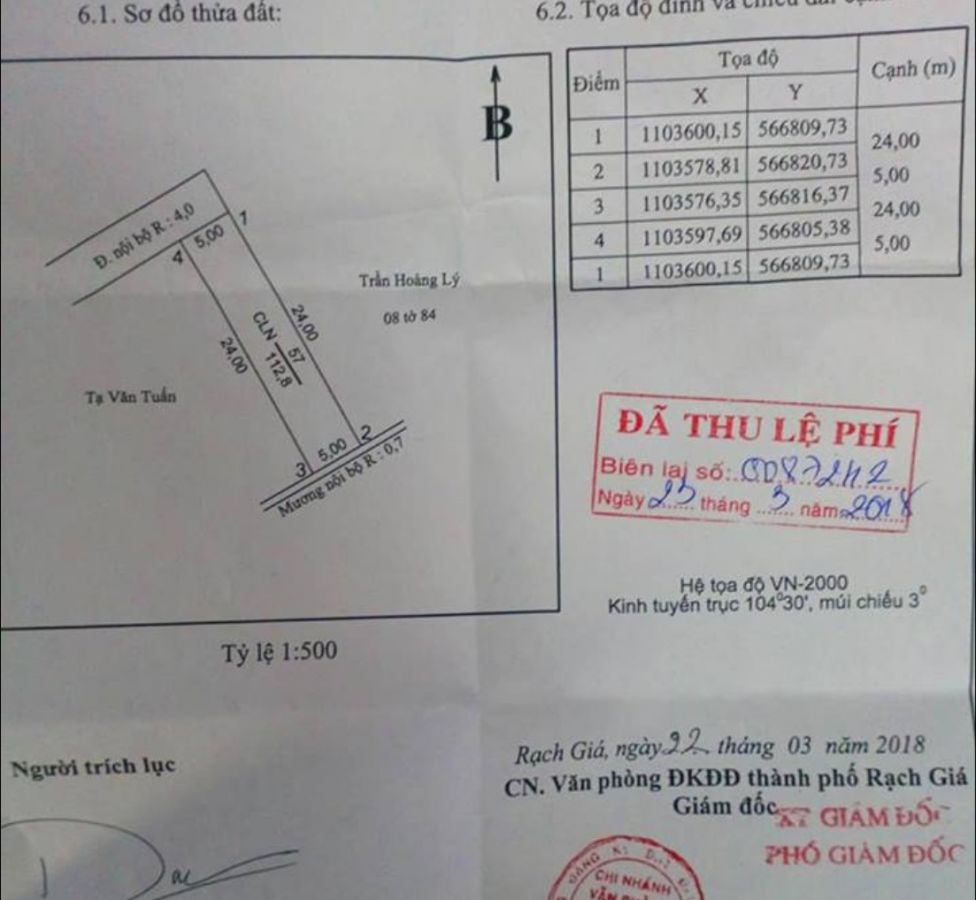 6.1. Sơ đồ thửa đất:
6.2. Tọa độ đỉnh và chiều dài cạnh
B
Đ. nội bộ R : 4,0
1
5,00
4
24,00
24,00
CLN 57
112,8
Trần Hoàng Lý
08 tờ 84
Tạ Văn Tuấn
3
5,00
2
Mương nội bộ R : 0,7
Tỷ lệ 1:500
Điểm Tọa độ Cạnh (m)
X Y
1 1103600,15 566809,73
24,00
2 1103578,81 566820,73
5,00
3 1103576,35 566816,37
24,00
4 1103597,69 566805,38
5,00
1 1103600,15 566809,73
ĐÃ THU LỆ PHÍ
Biên lai số:
Ngày 23 tháng 3 năm 2018
Hệ tọa độ VN-2000
Kinh tuyến trục 104°30', múi chiếu 3°
Người trích lục
Rạch Giá, ngày 22 tháng 03 năm 2018
CN. Văn phòng ĐKĐĐ thành phố Rạch Giá
Giám đốc
KT GIÁM ĐỐC
PHÓ GIÁM ĐỐC
CHI NHÁNH